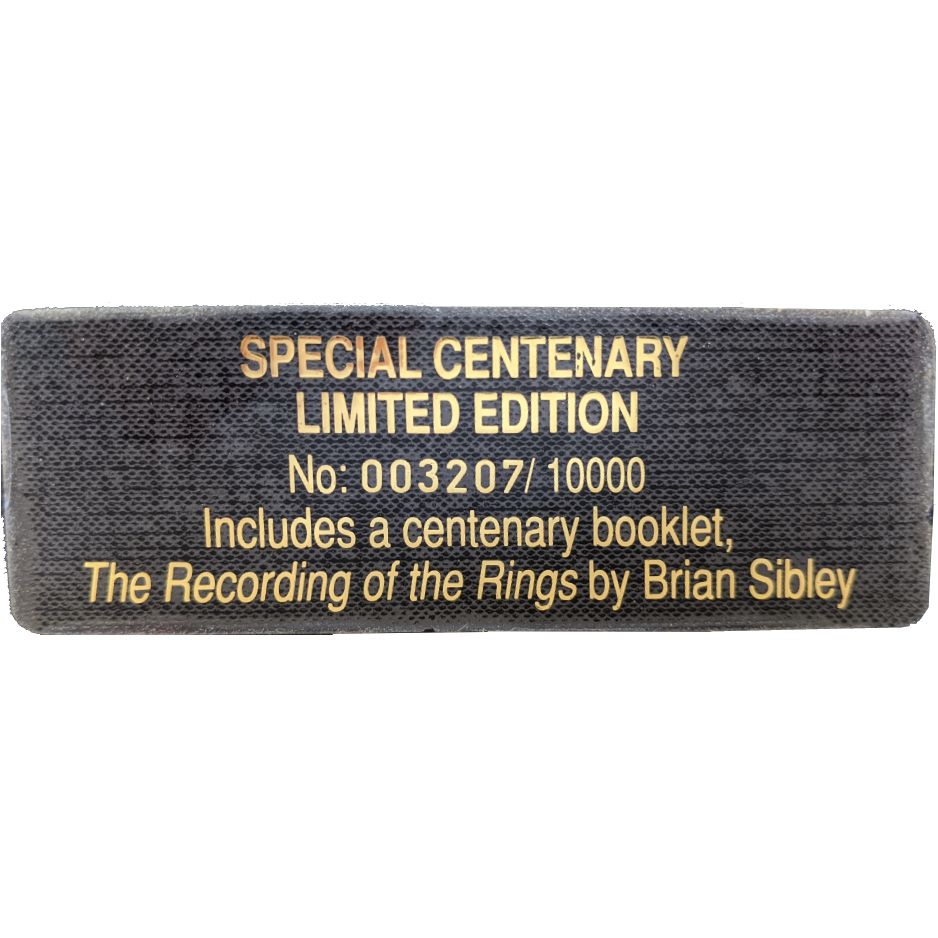 SPECIAL CENTENARY
LIMITED EDITION
No: 003207/ 10000
Includes a centenary booklet,
The Recording of the Rings by Brian Sibley